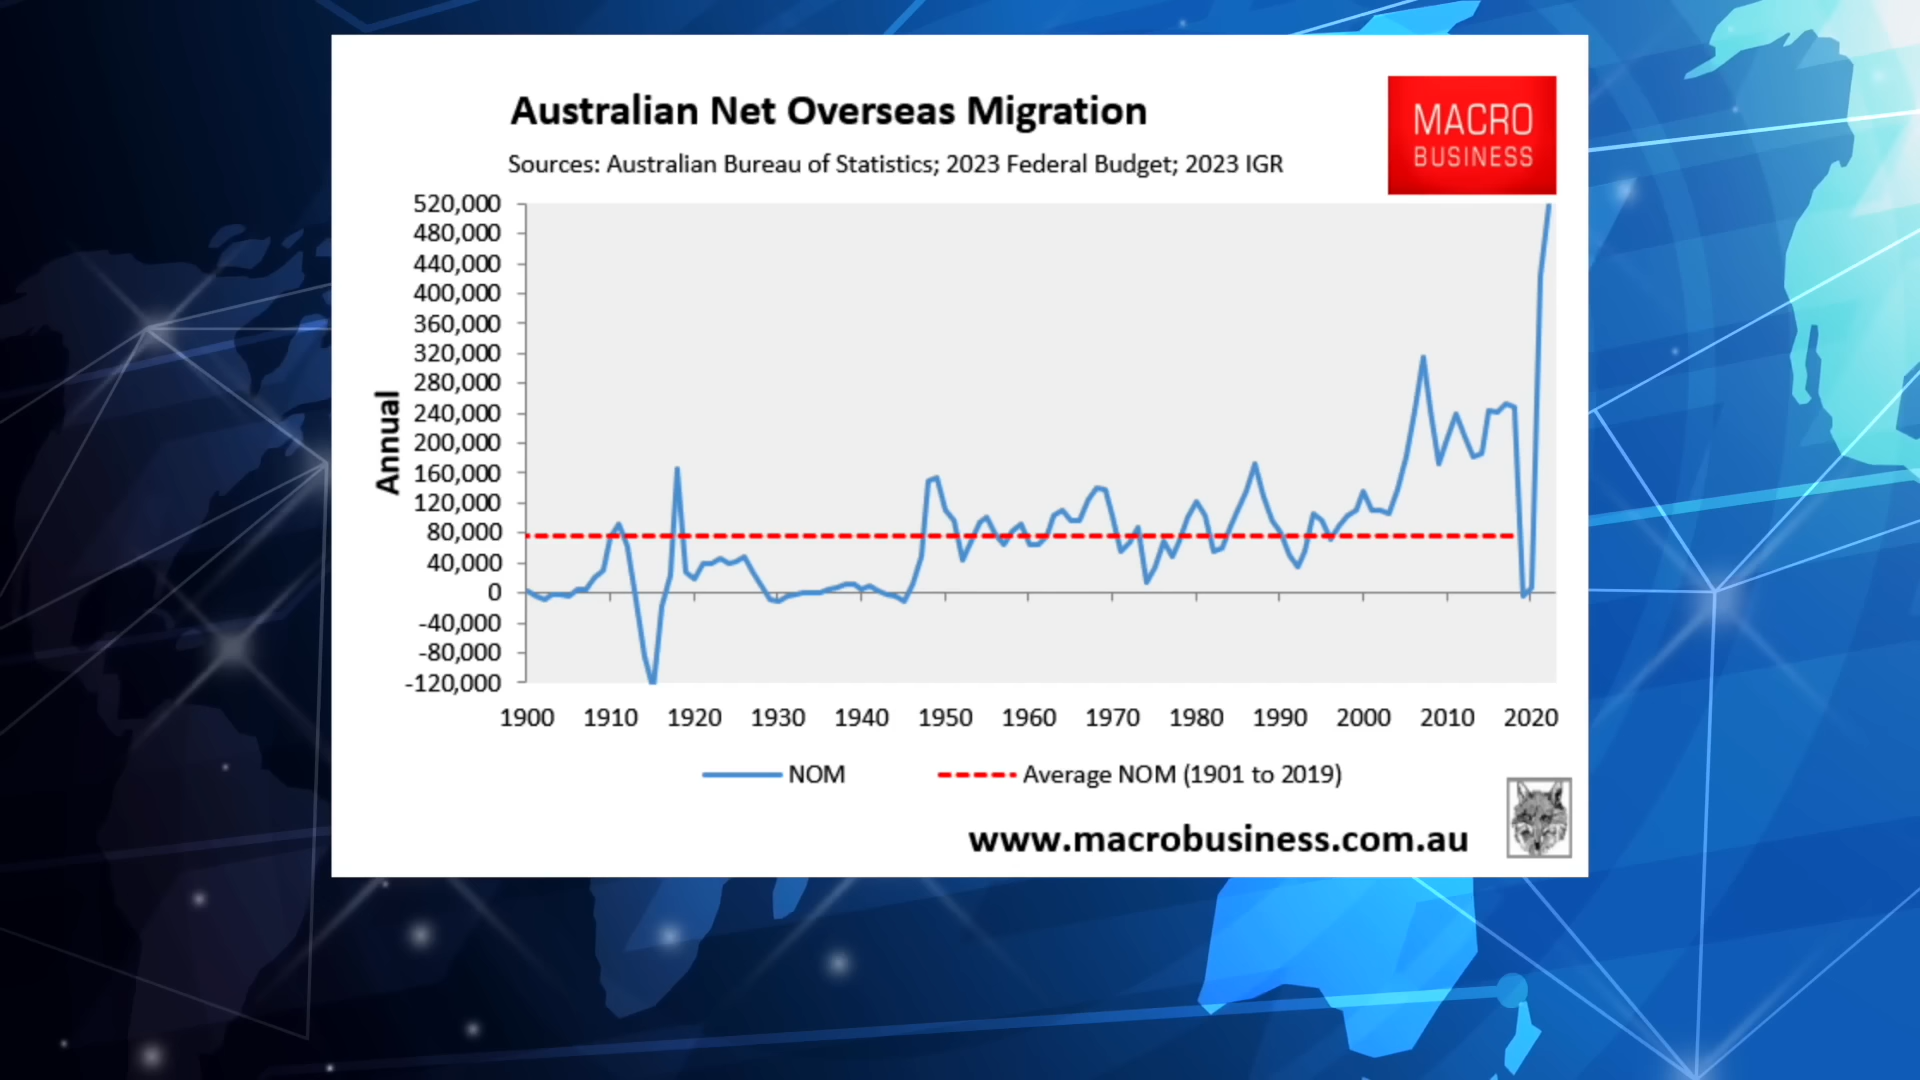 Australian Net Overseas Migration
Sources: Australian Bureau of Statistics; 2023 Federal Budget; 2023 IGR
MACRO
BUSINESS
520,000
480,000
440,000
400,000
360,000
320,000
280,000
240,000
200,000
160,000
120,000
80,000
40,000
0
-40,000
-80,000
-120,000
Annual
1900 1910 1920 1930 1940 1950 1960 1970 1980 1990 2000 2010 2020
NOM
Average NOM (1901 to 2019)
www.macrobusiness.com.au